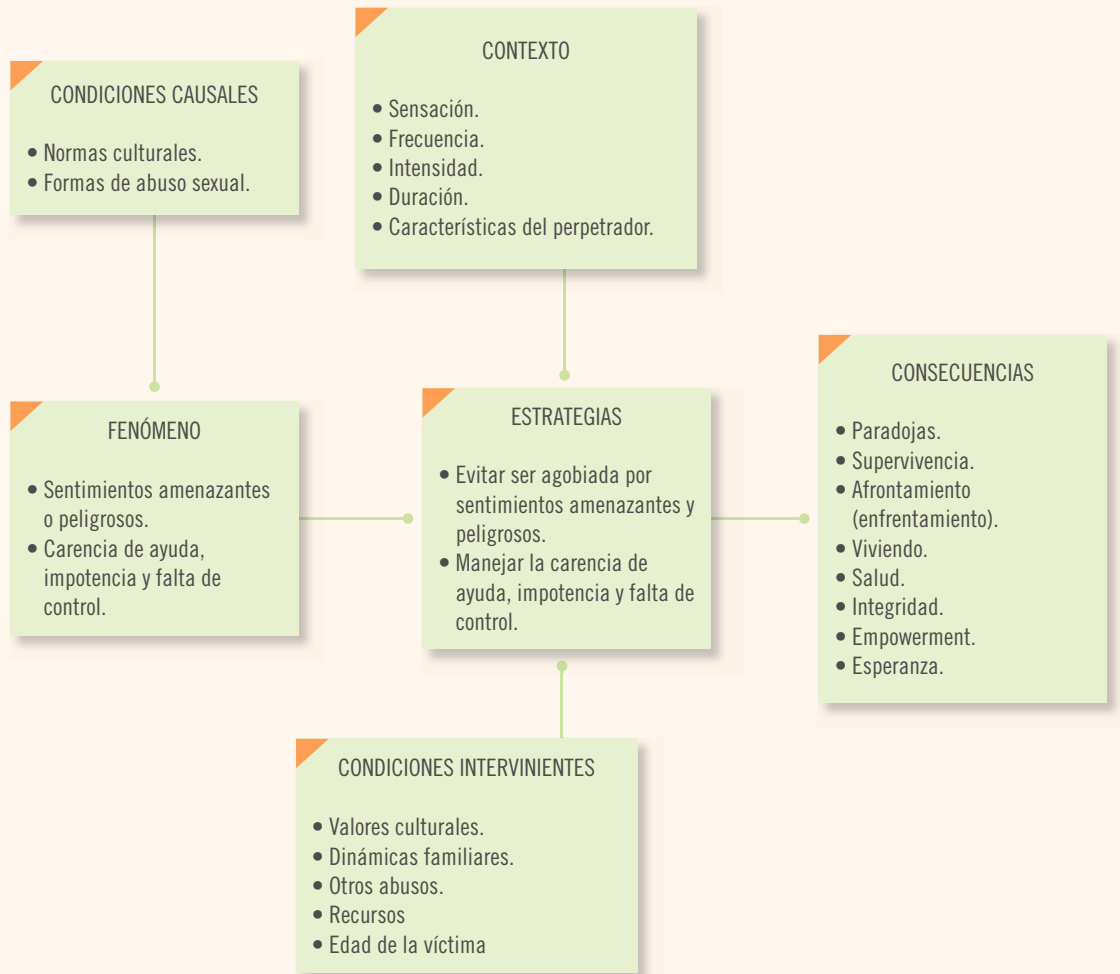 CONTEXTO
• Sensación.
• Frecuencia.
• Intensidad.
• Duración.
• Características del perpetrador.
CONDICIONES CAUSALES
• Normas culturales.
• Formas de abuso sexual.
FENÓMENO
• Sentimientos amenazantes
o peligrosos.
• Carencia de ayuda,
impotencia y falta de
control.
ESTRATEGIAS
• Evitar ser agobiada por
sentimientos amenazantes y
peligrosos.
• Manejar la carencia de
ayuda, impotencia y falta de
control.
CONSECUENCIAS
• Paradojas.
• Supervivencia.
• Afrontamiento
(enfrentamiento).
• Viviendo.
• Salud.
• Integridad.
• Empowerment.
• Esperanza.
CONDICIONES INTERVINIENTES
• Valores culturales.
• Dinámicas familiares.
• Otros abusos.
• Recursos
• Edad de la víctima